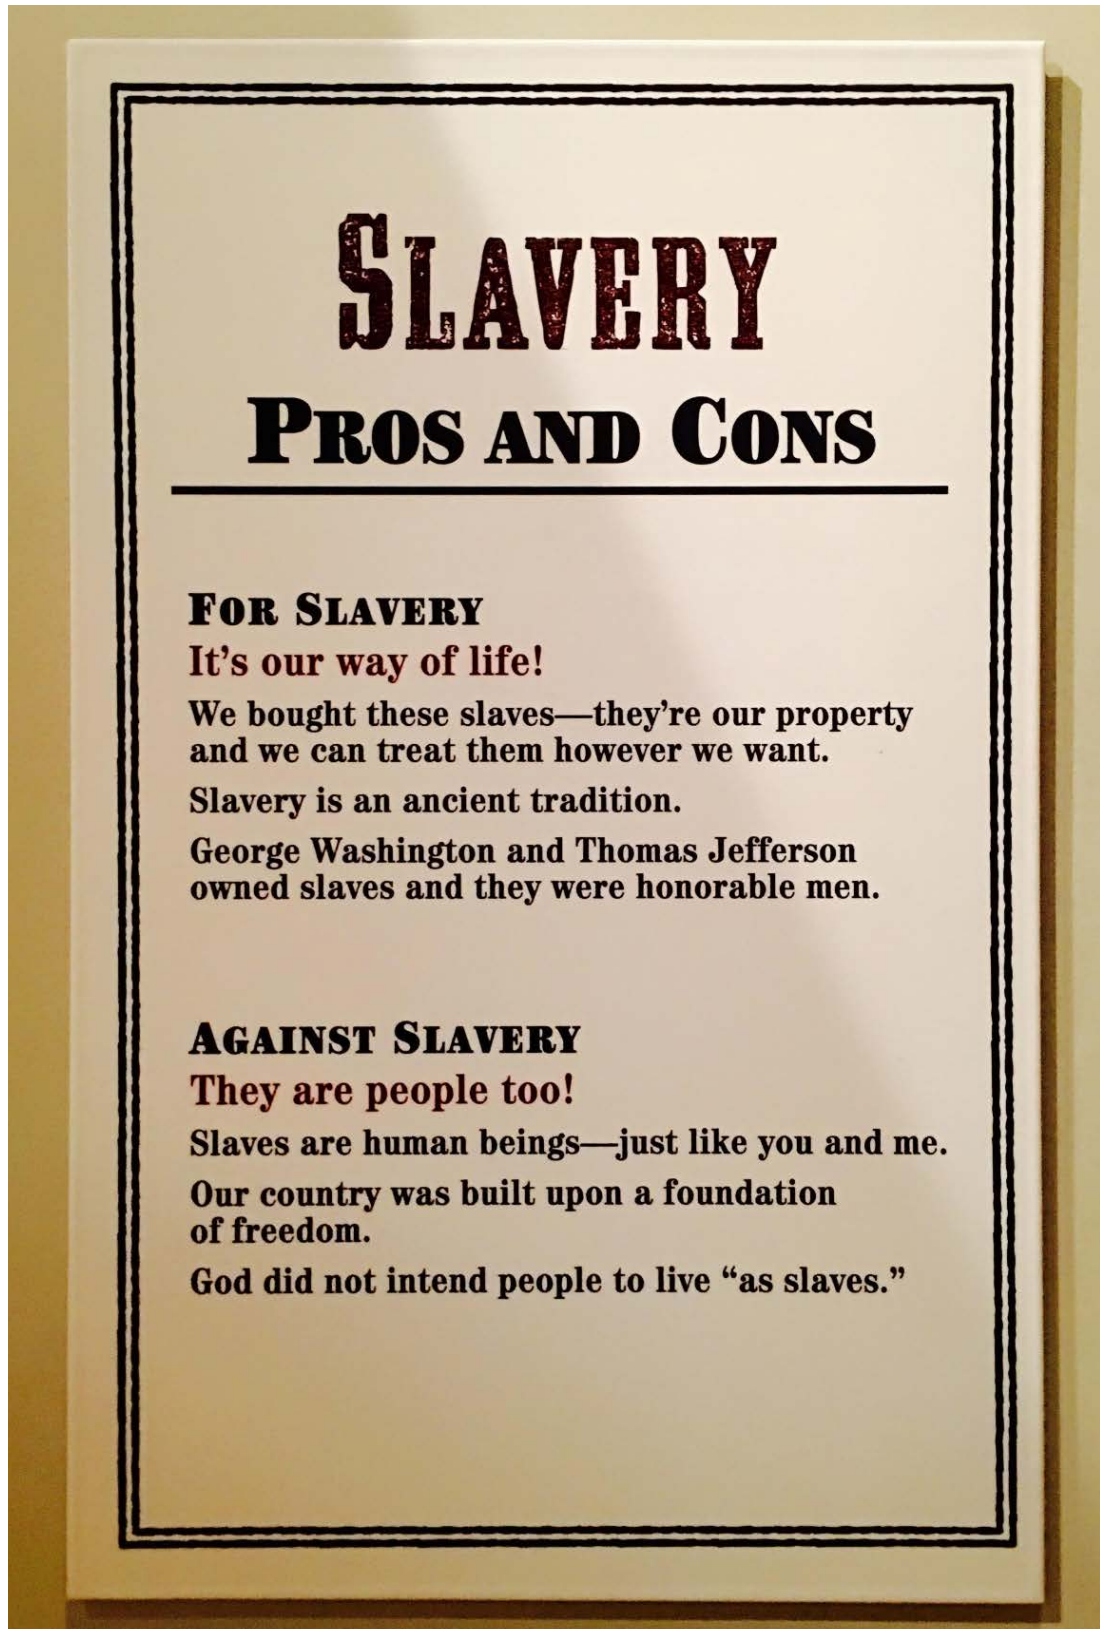 SLAVERY
PROS AND CONS
FOR SLAVERY
It's our way of life!
We bought these slaves—they're our property
and we can treat them however we want.
Slavery is an ancient tradition.
George Washington and Thomas Jefferson
owned slaves and they were honorable men.
AGAINST SLAVERY
They are people too!
Slaves are human beings—just like you and me.
Our country was built upon a foundation
of freedom.
God did not intend people to live “as slaves.”